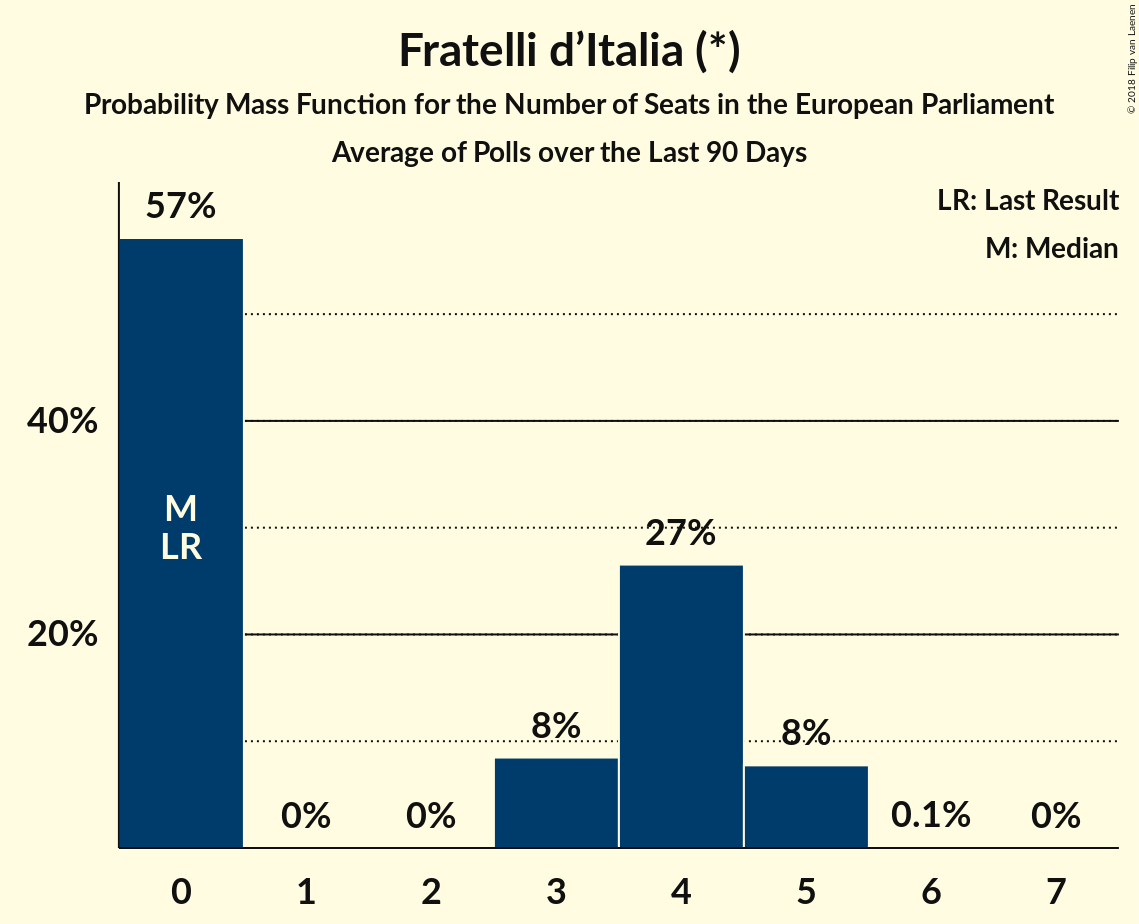 Fratelli d’Italia (*)
Probability Mass Function for the Number of Seats in the European Parliament
Average of Polls over the Last 90 Days
© 2018 Filip van Laenen
LR: Last Result
M: Median
57%
40%
M
LR
27%
20%
8%
8%
0%
0%
0.1%
0%
0 1 2 3 4 5 6 7